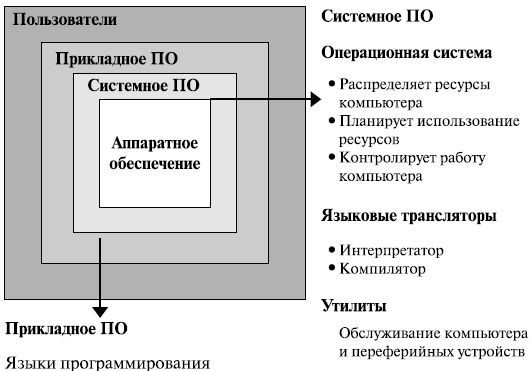 Пользователи
Прикладное ПО
Системное ПО
Аппаратное
обеспечение
Прикладное ПО
Языки программирования
Системное ПО
Операционная система
• Распределяет ресурсы
компьютера
• Планирует использование
ресурсов
• Контролирует работу
компьютера
Языковые трансляторы
• Интерпретатор
• Компилятор
Утилиты
Обслуживание компьютера
и переферийных устройств